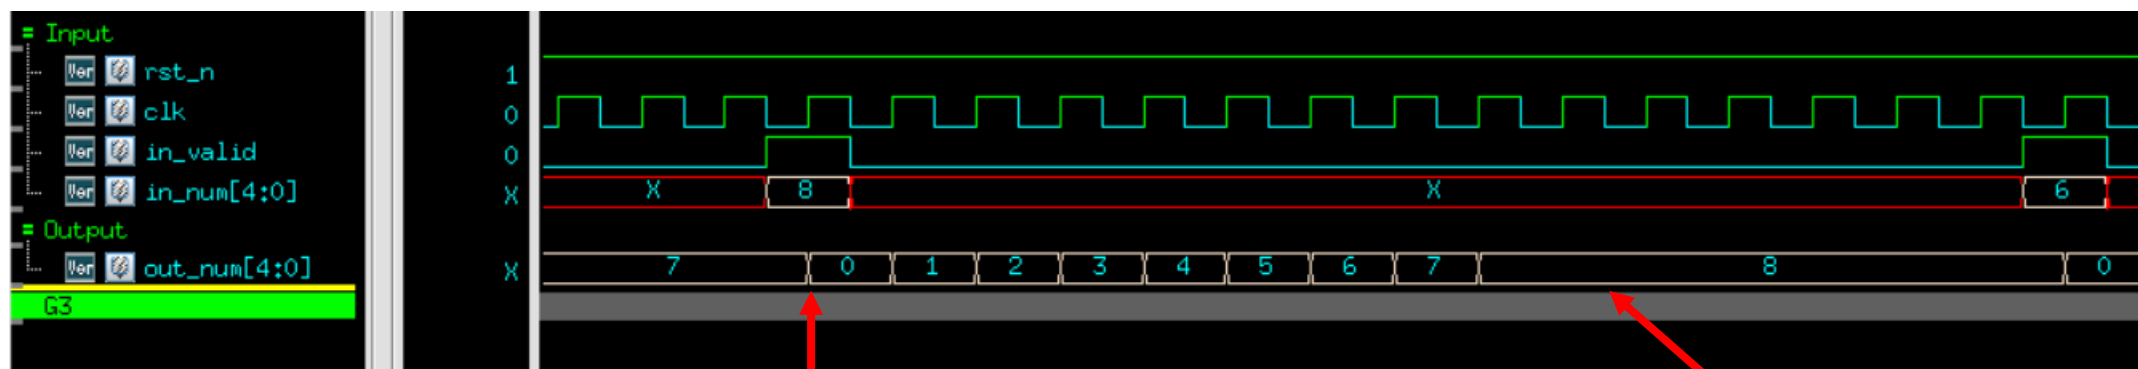 = Input
Ver rst_n 1
Ver clk 0
Ver in_valid 0
Ver in_num[4:0] X X 8 X 6
= Output
Ver out_num[4:0] X 7 0 1 2 3 4 5 6 7 8 0
G3